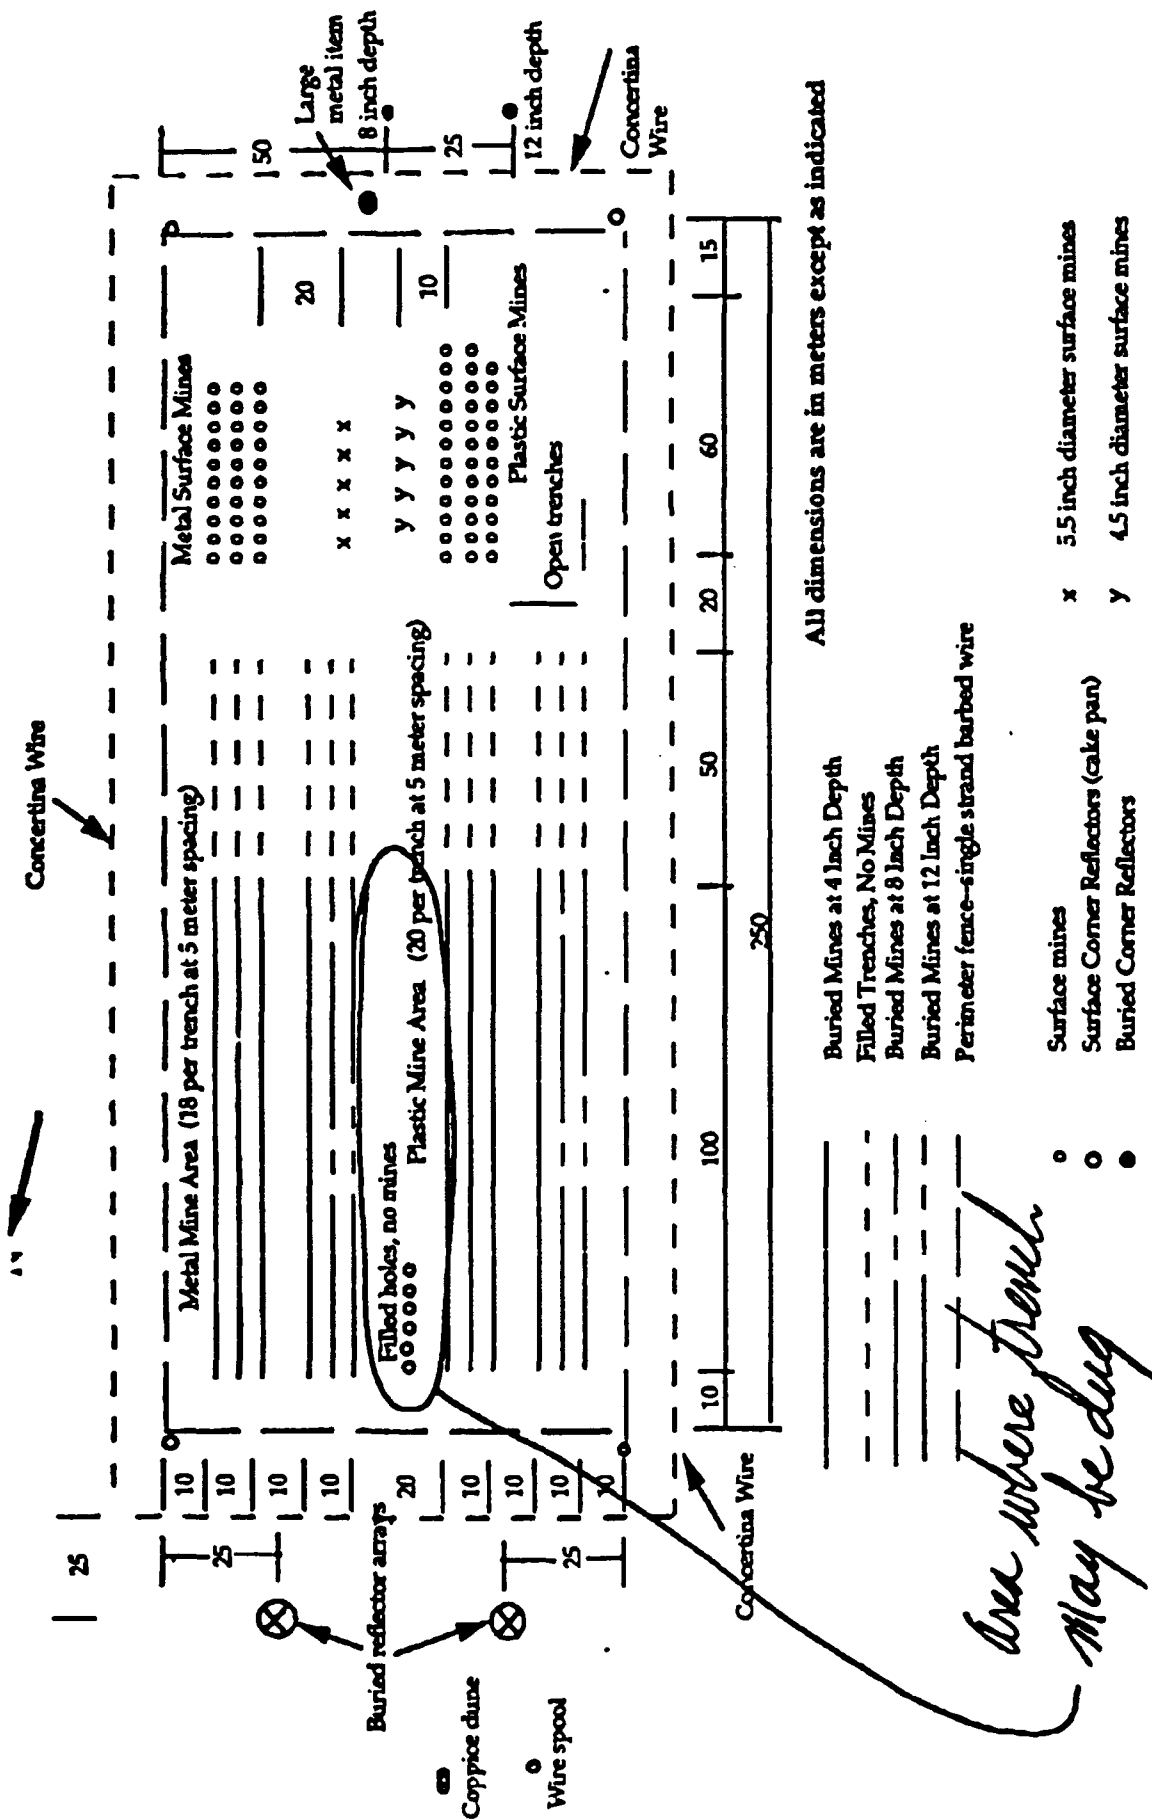 Concertina Wire
25
25
25
Buried reflector arrays
Coppice dune
Wire spool
10
10
10
10
10
20
10
10
10
10
10
Metal Mine Area (18 per trench at 5 meter spacing)
Filled holes, no mines
Plastic Mine Area (20 per trench at 5 meter spacing)
Metal Surface Mines
x x x x x
y y y y y
Plastic Surface Mines
Open trenches
20
10
50
25
Large
metal item
8 inch depth
12 inch depth
Concertina
Wire
Concertina Wire
10
100
50
20
60
15
250
All dimensions are in meters except as indicated
Buried Mines at 4 Inch Depth
Filled Trenches, No Mines
Buried Mines at 8 Inch Depth
Buried Mines at 12 Inch Depth
Perimeter fence-single strand barbed wire
Surface mines
Surface Corner Reflectors (cake pan)
Buried Corner Reflectors
x 5.5 inch diameter surface mines
y 4.5 inch diameter surface mines
Area where trench
May be dug